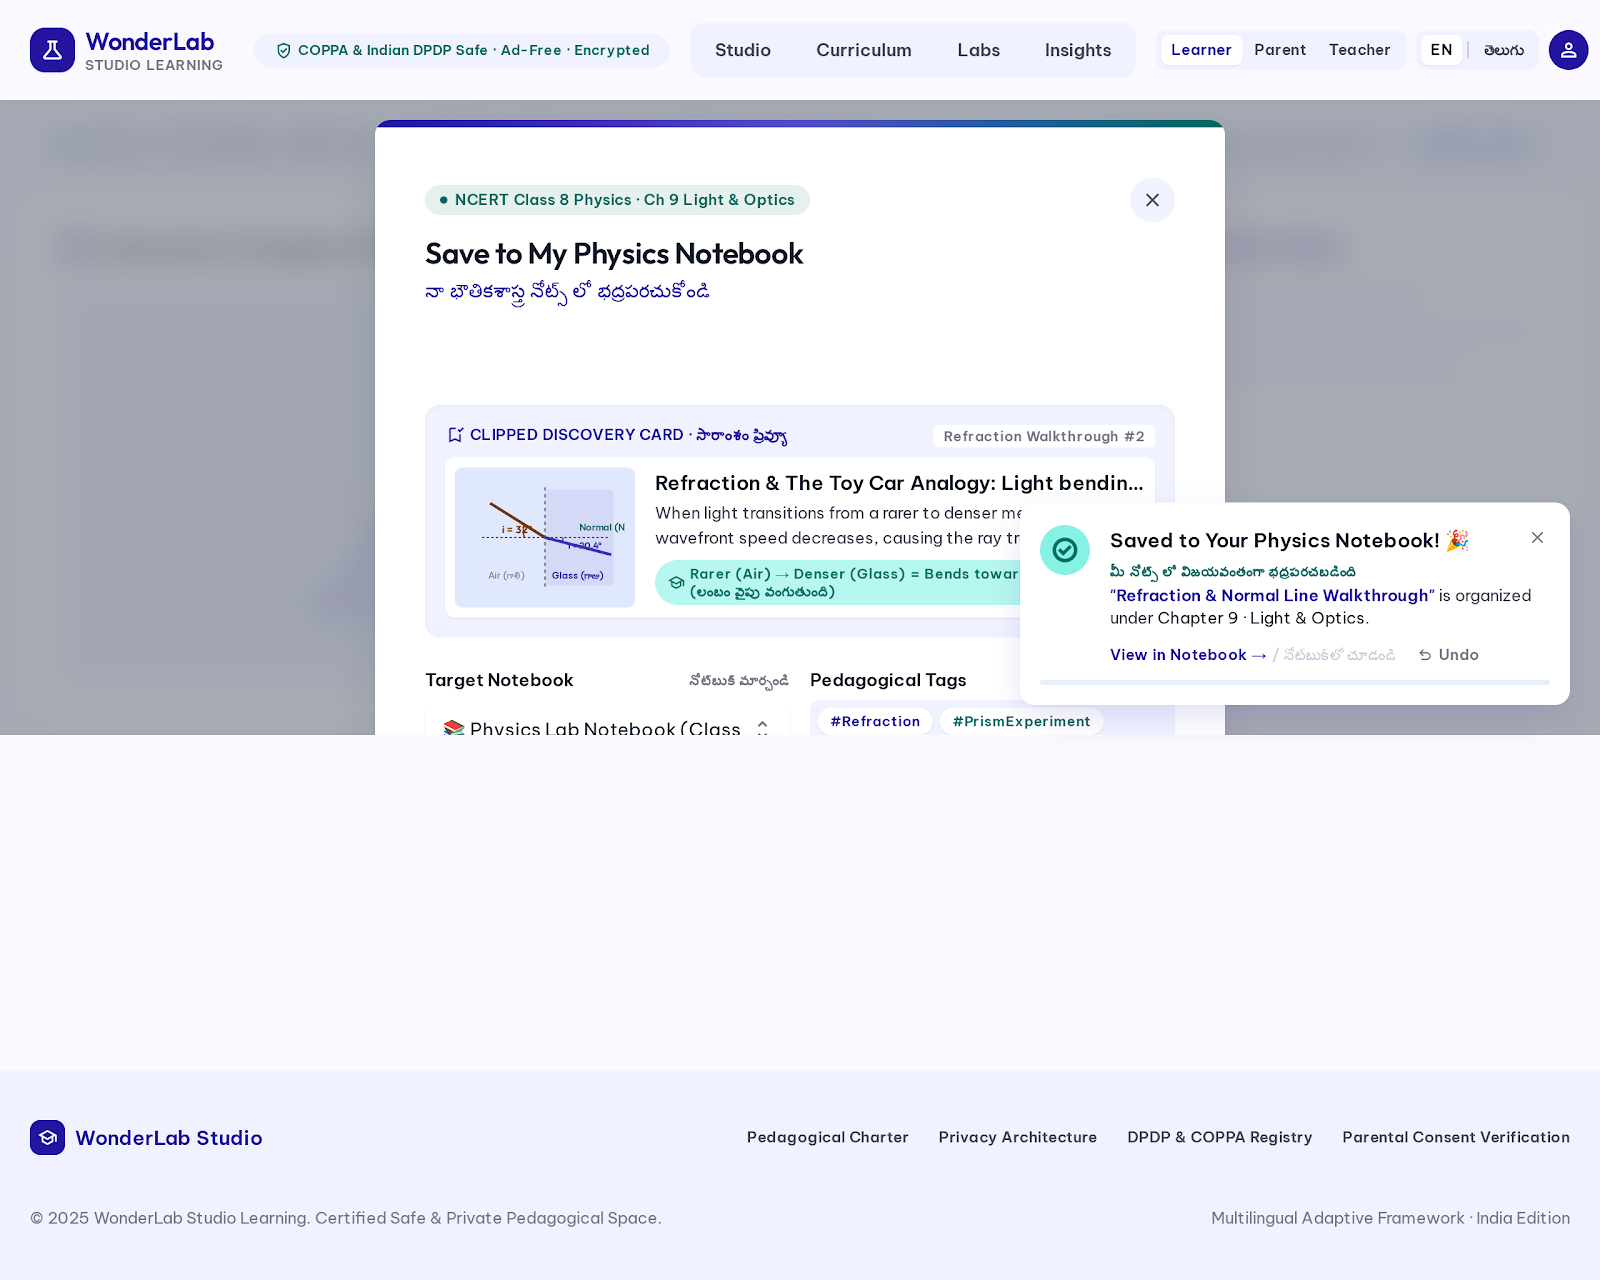 WonderLab
STUDIO LEARNING
COPPA & Indian DPDP Safe · Ad-Free · Encrypted
Studio
Curriculum
Labs
Insights
Learner
Parent
Teacher
EN
తెలుగు
NCERT Class 8 Physics · Ch 9 Light & Optics
Save to My Physics Notebook
నా భౌతికశాస్త్ర నోట్స్ లో భద్రపరచుకోండి
CLIPPED DISCOVERY CARD · సారాంశం ప్రివ్యూ
Refraction Walkthrough #2
i = 32°
Normal (N
Air (గాలి)
Glass (గాజు)
Refraction & The Toy Car Analogy: Light bendin...
When light transitions from a rarer to denser me
wavefront speed decreases, causing the ray tr
Rarer (Air) → Denser (Glass) = Bends towar
(లంబం వైపు వంగుతుంది)
Saved to Your Physics Notebook! 🎉
మీ నోట్స్ లో విజయవంతంగా భద్రపరచబడింది
"Refraction & Normal Line Walkthrough" is organized
under Chapter 9 · Light & Optics.
View in Notebook → / నోట్‌బుక్‌లో చూడండి
Undo
Target Notebook
నోట్‌బుక్ మార్చండి
📚 Physics Lab Notebook (Class
Pedagogical Tags
#Refraction
#PrismExperiment
WonderLab Studio
Pedagogical Charter
Privacy Architecture
DPDP & COPPA Registry
Parental Consent Verification
© 2025 WonderLab Studio Learning. Certified Safe & Private Pedagogical Space.
Multilingual Adaptive Framework · India Edition